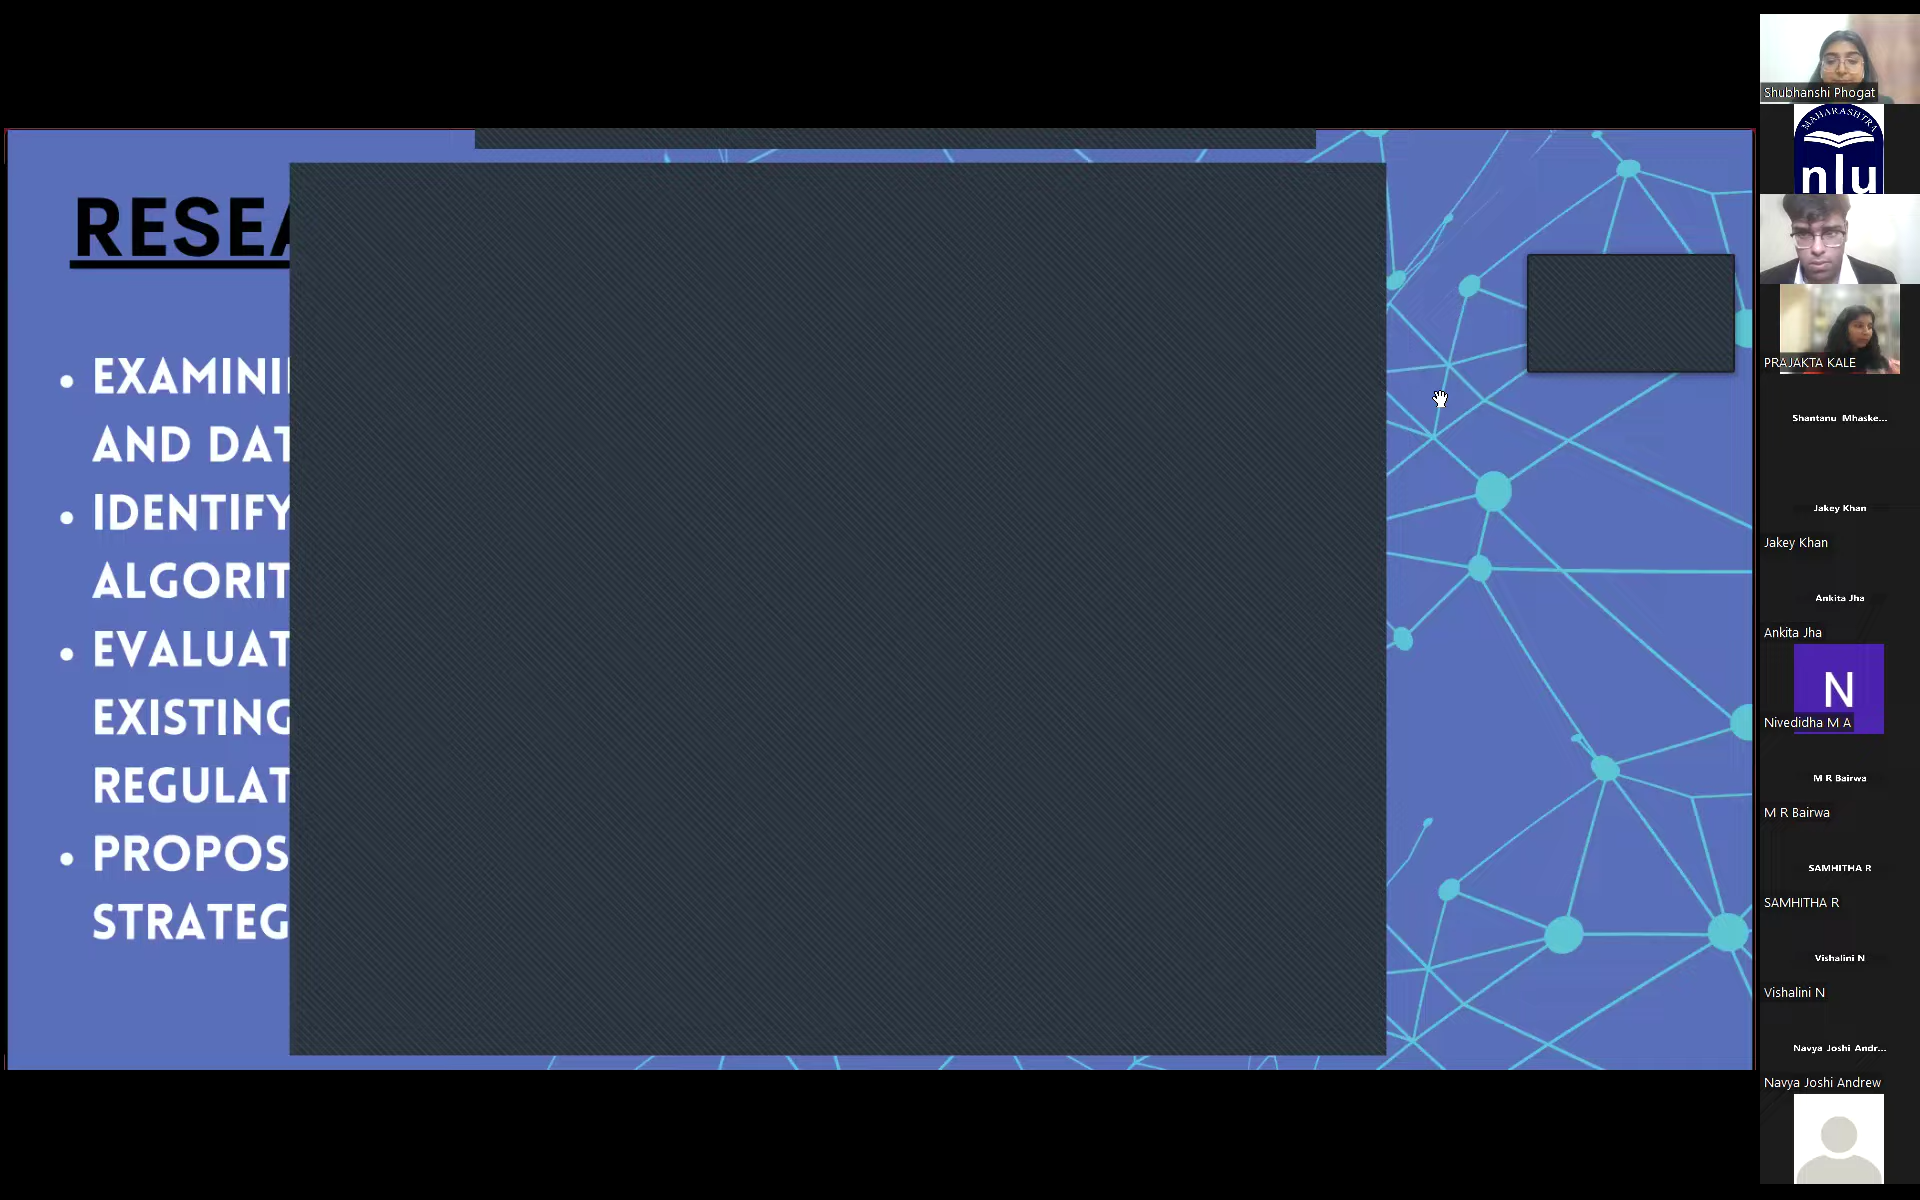 RESEA
EXAMINI
AND DAT
IDENTIFY
ALGORIT
EVALUAT
EXISTING
REGULAT
PROPOS
STRATEG
Shubhanshi Phogat
MAHARASHTRA
nlu
PRAJAKTA KALE
Shantanu Mhaske...
Jakey Khan
Jakey Khan
Ankita Jha
Ankita Jha
N
Nivedidha M A
M R Bairwa
M R Bairwa
SAMHITHA R
SAMHITHA R
Vishalini N
Vishalini N
Navya Joshi Andr...
Navya Joshi Andrew